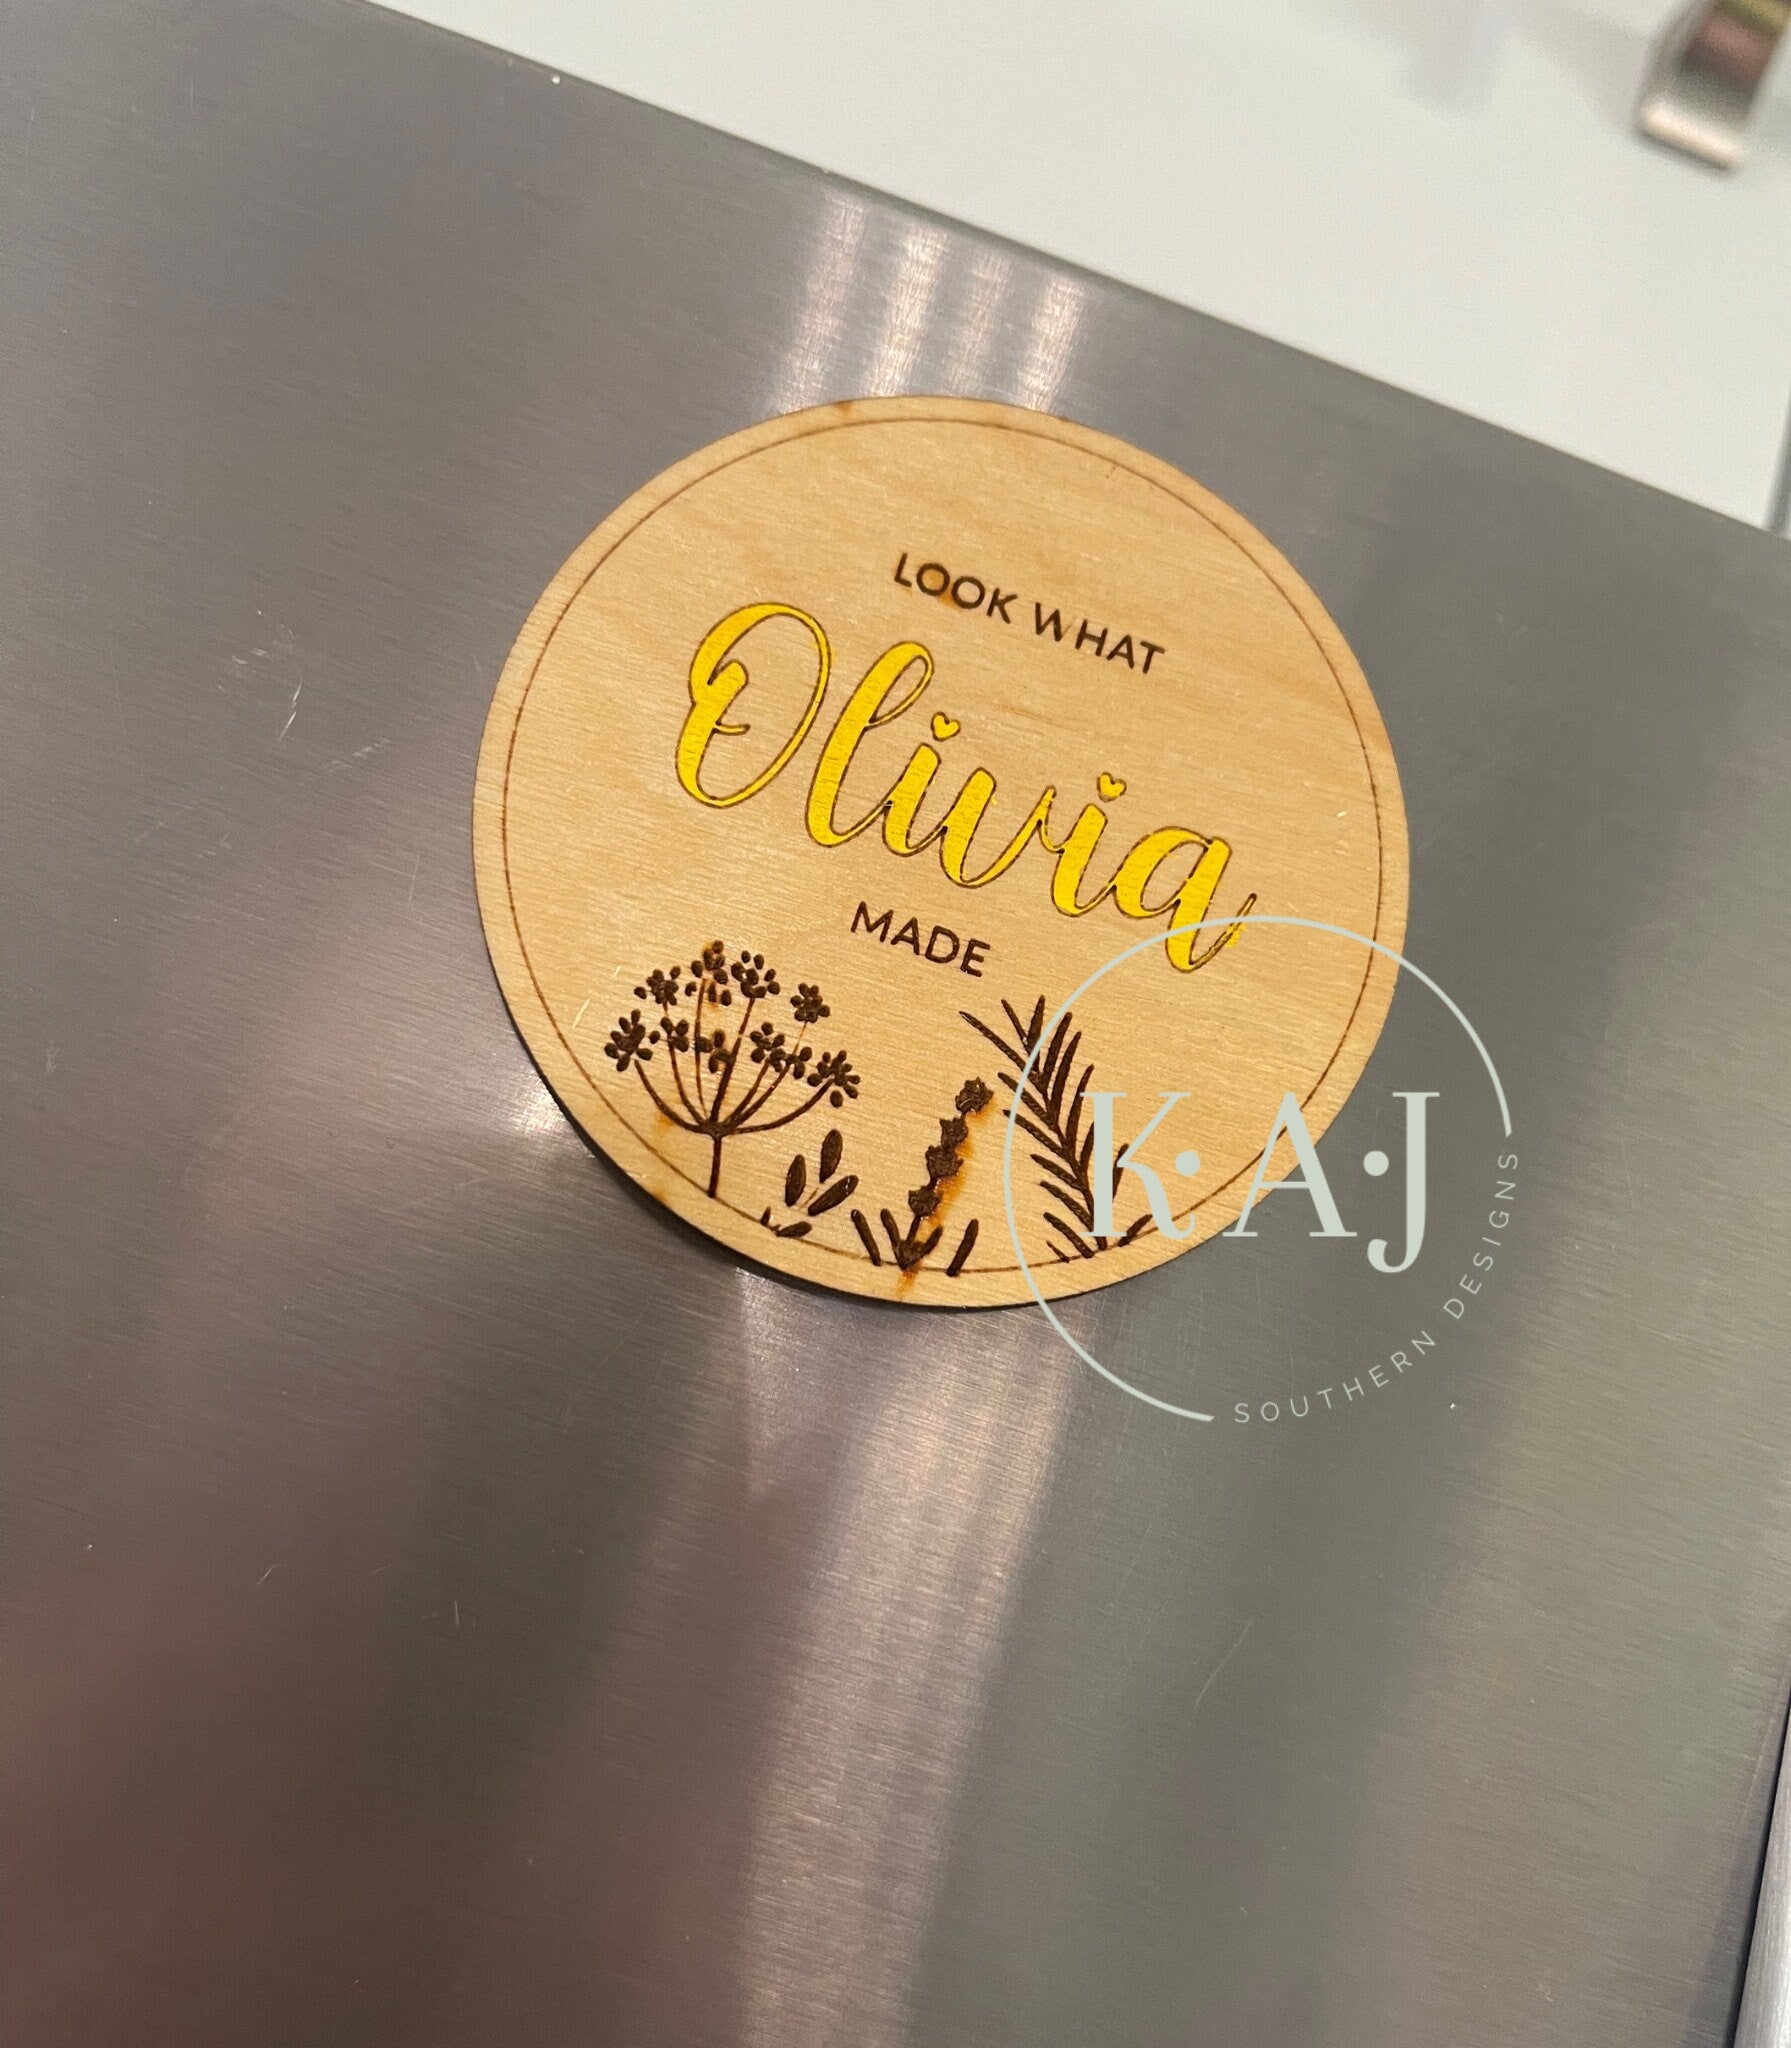 LOOK WHAT
Olivia
MADE
K·A·J
SOUTHERN DESIGNS